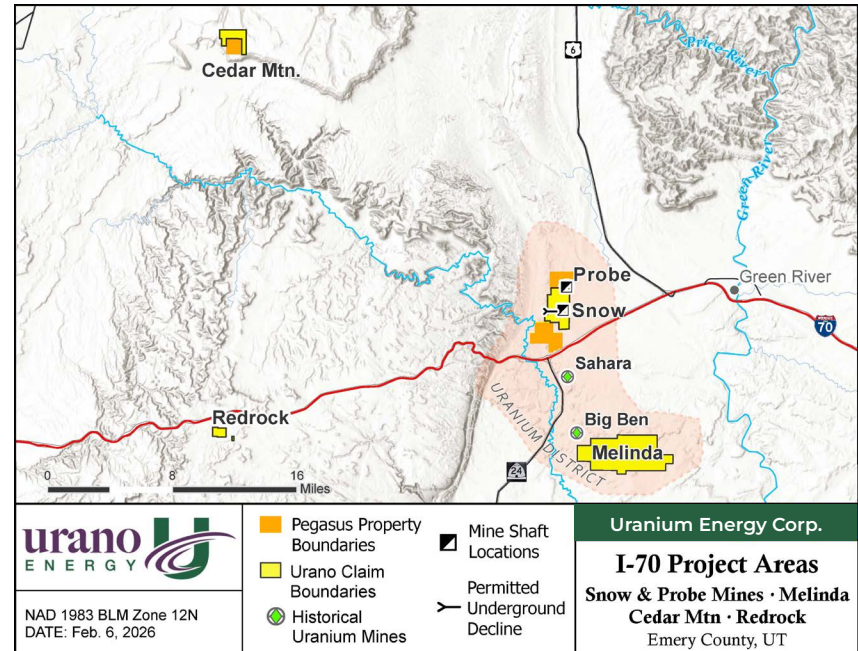 Cedar Mtn.
6
Price River
Green River
Probe
Snow
Green River
70
Sahara
URANIUM DISTRICT
Redrock
Big Ben
Melinda
24
0 8 16
Miles
urano
ENERGY
NAD 1983 BLM Zone 12N
DATE: Feb. 6, 2026
Pegasus Property
Boundaries
Urano Claim
Boundaries
Historical
Uranium Mines
Mine Shaft
Locations
Permitted
Underground
Decline
Uranium Energy Corp.
I-70 Project Areas
Snow & Probe Mines · Melinda
Cedar Mtn · Redrock
Emery County, UT